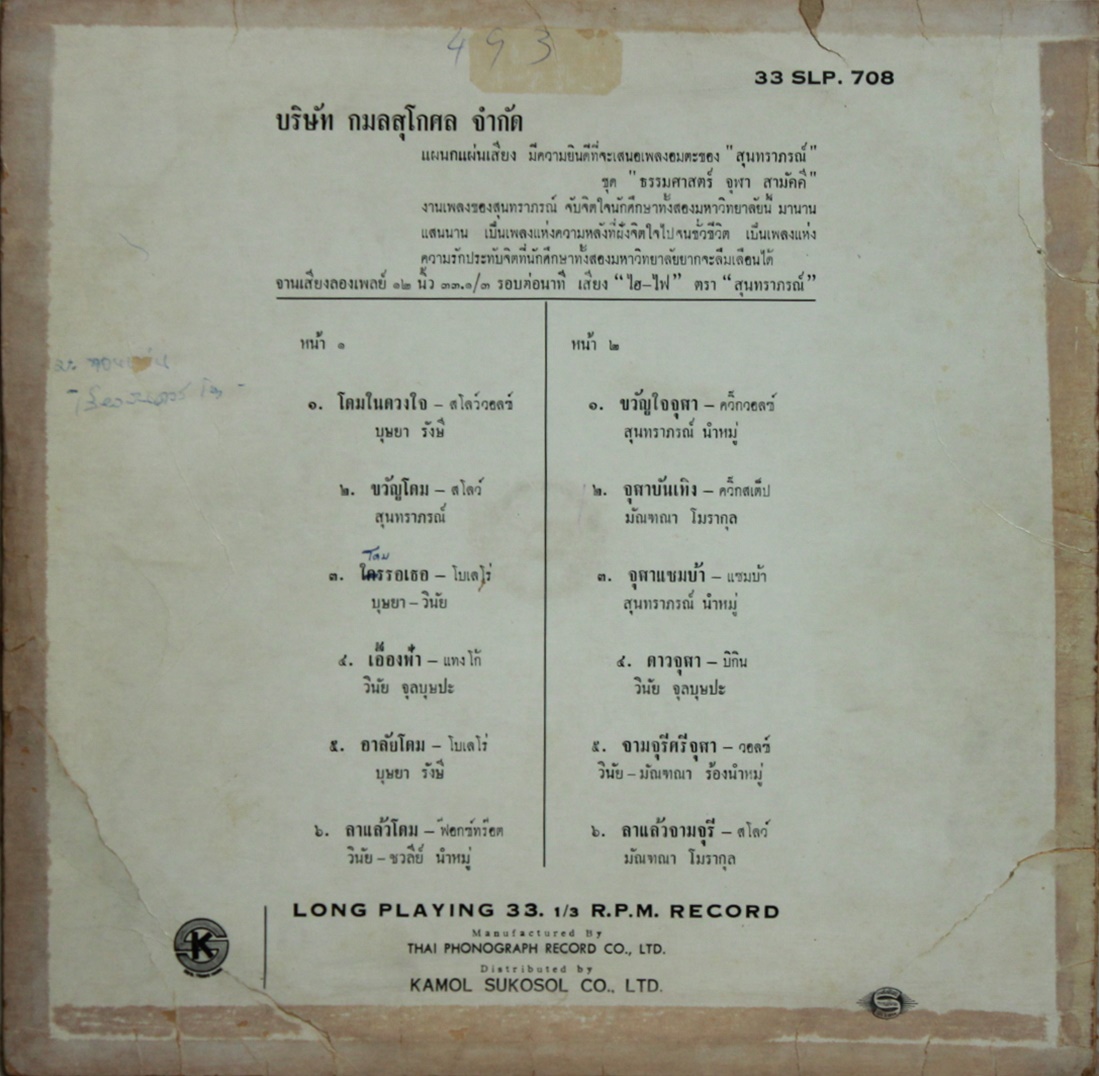 493
33 SLP. 708
บริษัท กมลสุโกศล จำกัด
แผนกแผ่นเสียง มีความยินดีที่จะเสนอเพลงอมตะของ "สุนทราภรณ์"
ชุด "ธรรมศาสตร์ จุฬา สามัคคี"
งานเพลงของสุนทราภรณ์ จับจิตใจนักศึกษาทั้งสองมหาวิทยาลัยนี้ มานาน
แสนนาน เป็นเพลงแห่งความหลังที่ฝังจิตใจไปจนชั่วชีวิต เป็นเพลงแห่ง
ความรักประทับจิตที่นักศึกษาทั้งสองมหาวิทยาลัยยากจะลืมเลือนได้
จานเสียงลองเพลย์ ๑๒ นิ้ว ๓๓.๑/๓ รอบต่อนาที เสียง “ไฮ–ไฟ” ตรา “สุนทราภรณ์”
หน้า ๑
๑. โดมในดวงใจ – สโลว์วอลซ์
บุษยา รังษี
๒. ขวัญโดม – สโลว์
สุนทราภรณ์
โดม
๓. ใครรอเธอ – โบเลโร่
บุษยา – วินัย
๔. เอื้องฟ้า – แทงโก้
วินัย จุลบุษปะ
๕. อาลัยโดม – โบเลโร่
บุษยา รังษี
๖. ลาแล้วโดม – ฟ๊อกซ์ทร๊อต
วินัย – ชวลีย์ นำหมู่
หน้า ๒
๑. ขวัญใจจุฬา – ควิ๊กวอลซ์
สุนทราภรณ์ นำหมู่
๒. จุฬาบันเทิง – ควิ๊กสเต็ป
มัณฑณา โมรากุล
๓. จุฬาแซมบ้า – แซมบ้า
สุนทราภรณ์ นำหมู่
๔. ดาวจุฬา – บิกิน
วินัย จุลบุษปะ
๕. จามจุรีศรีจุฬา – วอลซ์
วินัย – มัณฑณา ร้องนำหมู่
๖. ลาแล้วจามจุรี – สโลว์
มัณฑณา โมรากุล
LONG PLAYING 33. 1/3 R.P.M. RECORD
Manufactured By
THAI PHONOGRAPH RECORD CO., LTD.
Distributed by
KAMOL SUKOSOL CO., LTD.
K
S